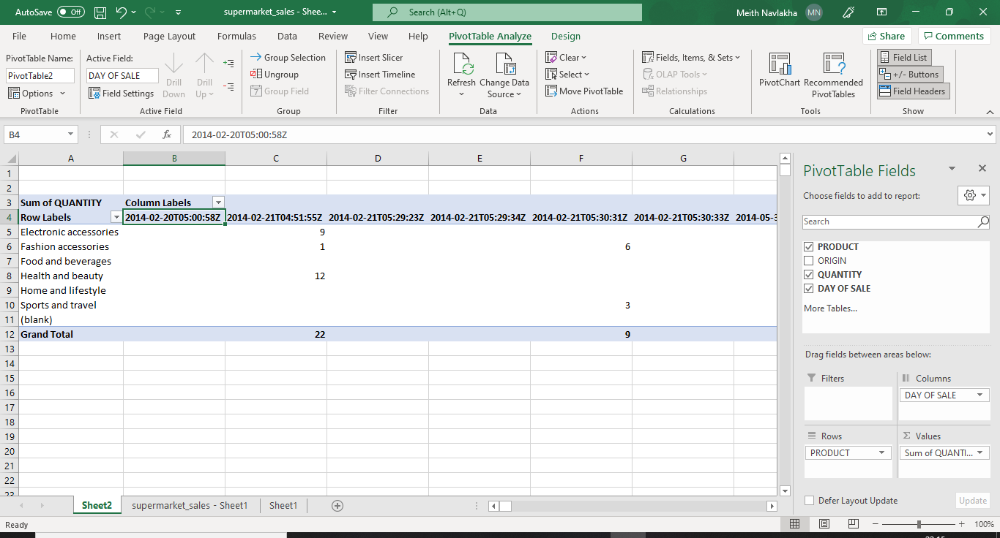 AutoSave Off supermarket_sales - Shee... Search (Alt+Q) Meith Navlakha MN
File Home Insert Page Layout Formulas Data Review View Help PivotTable Analyze Design Share Comments
PivotTable Name: Active Field: Group Selection Insert Slicer Clear Fields, Items, & Sets Field List
PivotTable2 DAY OF SALE Ungroup Insert Timeline Select OLAP Tools +/- Buttons
Options Field Settings Drill Down Drill Up Group Field Filter Connections Refresh Change Data Source Move PivotTable Relationships PivotChart Recommended PivotTables Field Headers
PivotTable Active Field Group Filter Data Actions Calculations Tools Show
B4 fx 2014-02-20T05:00:58Z
A B C D E F G
1
2
3 Sum of QUANTITY Column Labels
4 Row Labels 2014-02-20T05:00:58Z 2014-02-21T04:51:55Z 2014-02-21T05:29:23Z 2014-02-21T05:29:34Z 2014-02-21T05:30:31Z 2014-02-21T05:30:33Z 2014-05-3
5 Electronic accessories 9
6 Fashion accessories 1 6
7 Food and beverages
8 Health and beauty 12
9 Home and lifestyle
10 Sports and travel 3
11 (blank)
12 Grand Total 22 9
13
14
15
16
17
18
19
20
21
22
23
PivotTable Fields
Choose fields to add to report:
Search
PRODUCT
ORIGIN
QUANTITY
DAY OF SALE
More Tables...
Drag fields between areas below:
Filters Columns
DAY OF SALE
Rows Values
PRODUCT Sum of QUANTI...
Defer Layout Update Update
Sheet2 supermarket_sales - Sheet1 Sheet1
Ready 100%